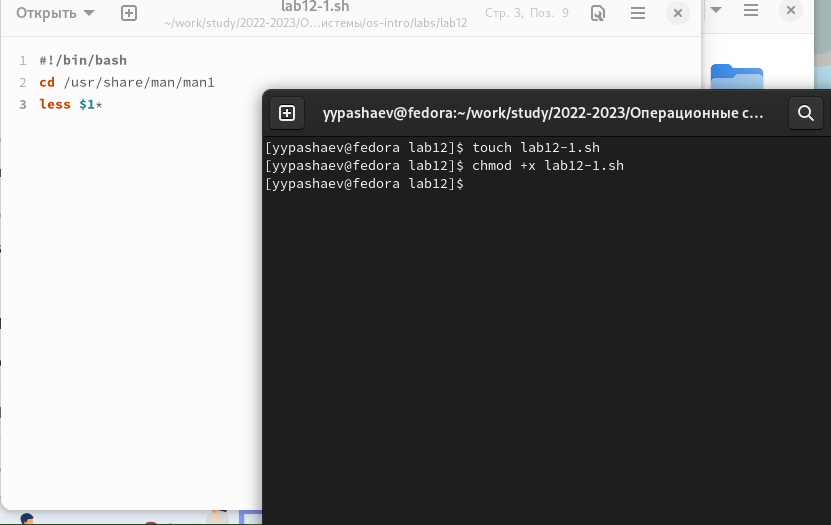 Открыть
lab12-1.sh
~/work/study/2022-2023/О…истемы/os-intro/labs/lab12
Стр. 3, Поз. 9
1 #!/bin/bash
2 cd /usr/share/man/man1
3 less $1*
yypashaev@fedora:~/work/study/2022-2023/Операционные с…
[yypashaev@fedora lab12]$ touch lab12-1.sh
[yypashaev@fedora lab12]$ chmod +x lab12-1.sh
[yypashaev@fedora lab12]$